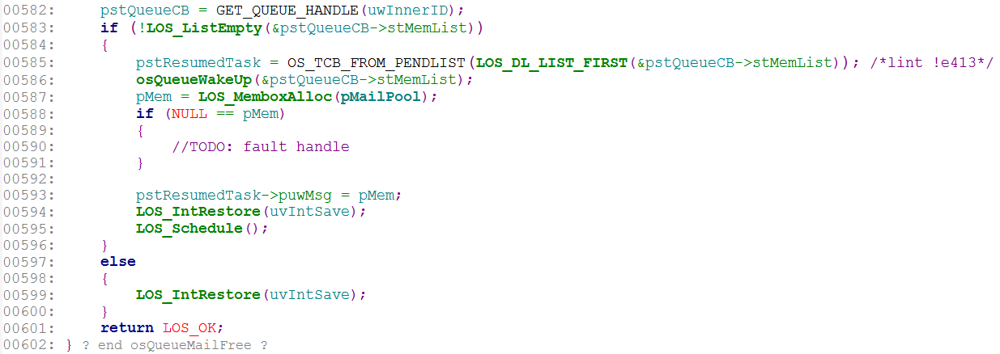 00582:     pstQueueCB = GET_QUEUE_HANDLE(uwInnerID);
00583:     if (!LOS_ListEmpty(&pstQueueCB->stMemList))
00584:     {
00585:         pstResumedTask = OS_TCB_FROM_PENDLIST(LOS_DL_LIST_FIRST(&pstQueueCB->stMemList)); /*lint !e413*/
00586:         osQueueWakeUp(&pstQueueCB->stMemList);
00587:         pMem = LOS_MemboxAlloc(pMailPool);
00588:         if (NULL == pMem)
00589:         {
00590:             //TODO: fault handle
00591:         }
00592:
00593:         pstResumedTask->puwMsg = pMem;
00594:         LOS_IntRestore(uvIntSave);
00595:         LOS_Schedule();
00596:     }
00597:     else
00598:     {
00599:         LOS_IntRestore(uvIntSave);
00600:     }
00601:     return LOS_OK;
00602: } ? end osQueueMailFree ?